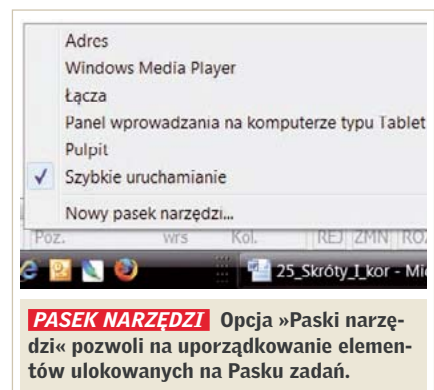 Adres
Windows Media Player
Łącza
Panel wprowadzania na komputerze typu Tablet
Pulpit
Szybkie uruchamianie
Nowy pasek narzędzi...
Poz. wrs Kol. REJ ZMN ROZ
25_Skróty_I_kor - Mic
PASEK NARZĘDZI Opcja »Paski narzę-
dzi« pozwoli na uporządkowanie elemen-
tów ulokowanych na Pasku zadań.